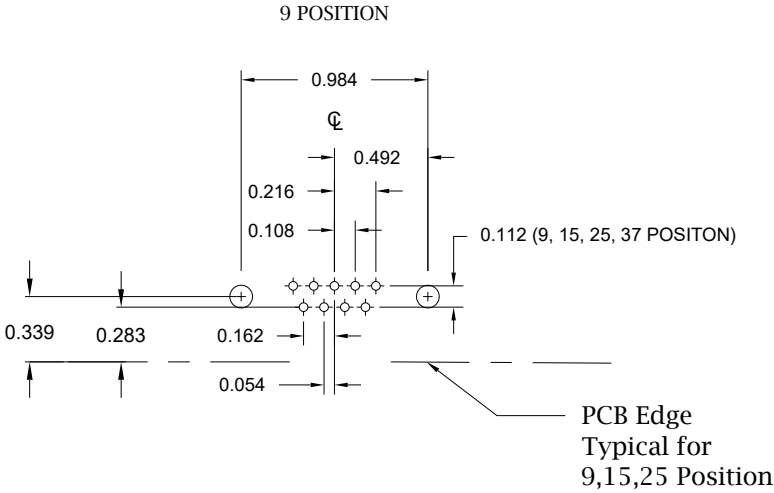 9 POSITION
0.984
℄
0.492
0.216
0.108
0.112 (9, 15, 25, 37 POSITON)
0.339
0.283
0.162
0.054
PCB Edge
Typical for
9,15,25 Position